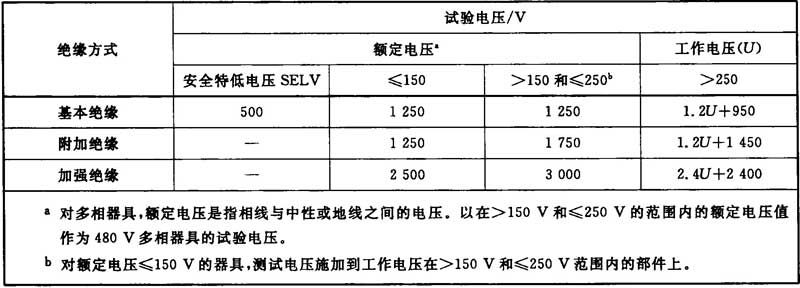 绝缘方式
试验电压/V
额定电压ᵃ
工作电压(U)
安全特低电压 SELV
≤150
>150 和≤250ᵇ
>250
基本绝缘 500 1 250 1 250 1.2U+950
附加绝缘 — 1 250 1 750 1.2U+1 450
加强绝缘 — 2 500 3 000 2.4U+2 400
ᵃ 对多相器具,额定电压是指相线与中性或地线之间的电压。以在>150 V 和≤250 V 的范围内的额定电压值
作为 480 V 多相器具的试验电压。
ᵇ 对额定电压≤150 V 的器具,测试电压施加到工作电压在>150 V 和≤250 V 范围内的部件上。